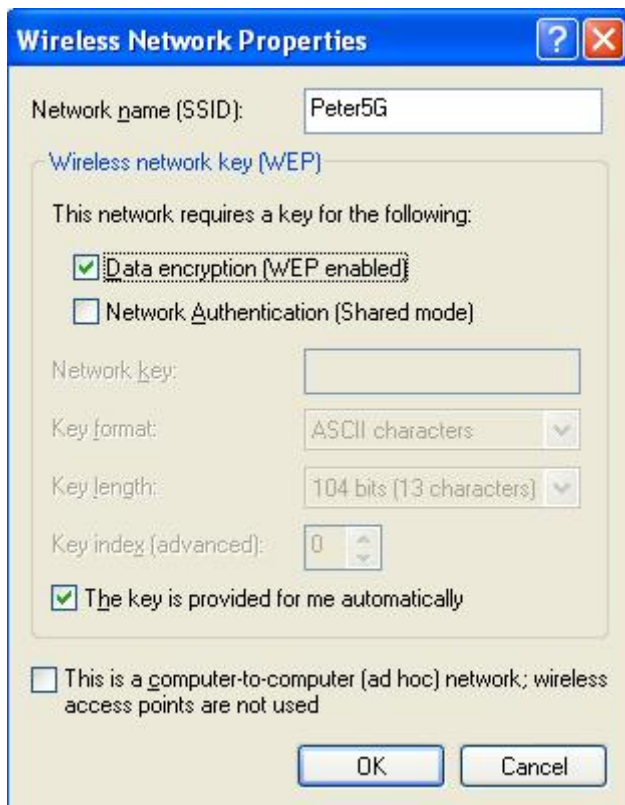 Wireless Network Properties
?
Network name (SSID): Peter5G
Wireless network key (WEP)
This network requires a key for the following:
Data encryption (WEP enabled)
Network Authentication (Shared mode)
Network key:
Key format: ASCII characters
Key length: 104 bits (13 characters)
Key index (advanced): 0
The key is provided for me automatically
This is a computer-to-computer (ad hoc) network; wireless
access points are not used
OK Cancel